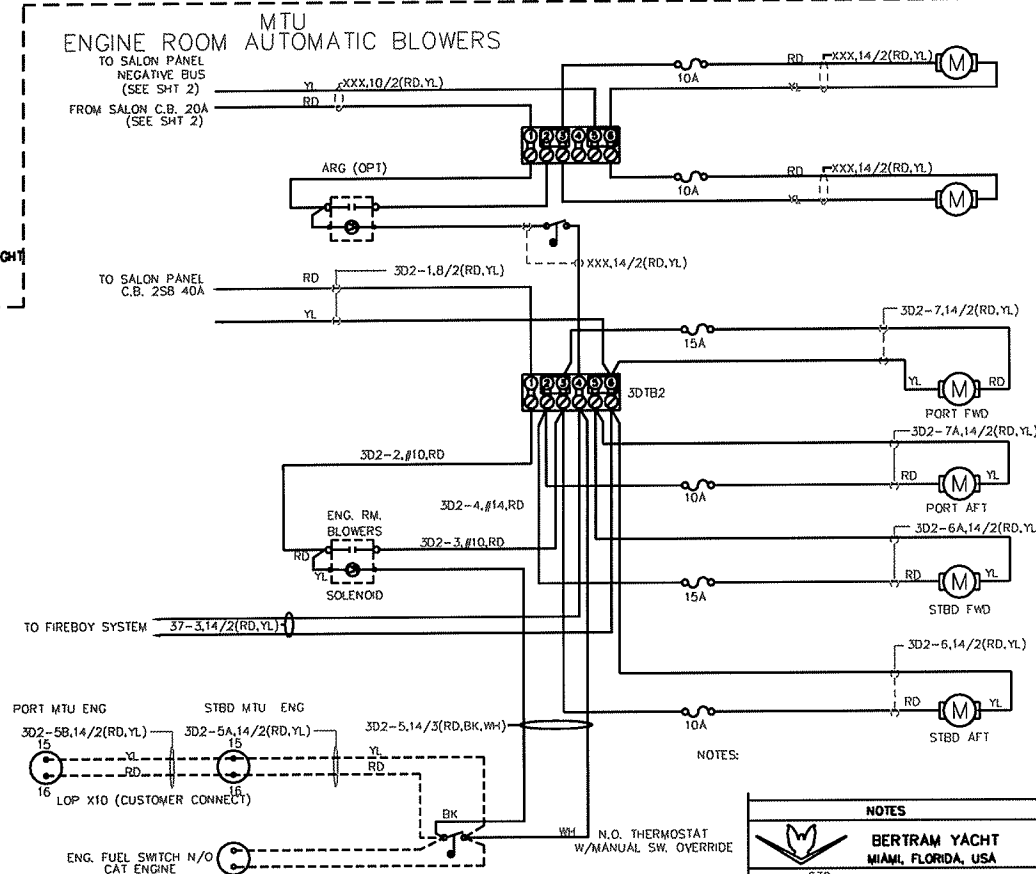 MTU
ENGINE ROOM AUTOMATIC BLOWERS
TO SALON PANEL
NEGATIVE BUS
(SEE SHT 2)
YL
XXX,10/2(RD,YL)
FROM SALON C.B. 20A
(SEE SHT 2)
RD
10A
RD
XXX,14/2(RD,YL)
YL
M
1 2 3 4 5 6
ARG (OPT)
10A
RD
XXX,14/2(RD,YL)
YL
M
XXX,14/2(RD,YL)
GHT
TO SALON PANEL
C.B. 2SB 40A
RD
3D2-1,8/2(RD,YL)
YL
15A
3D2-7,14/2(RD,YL)
YL
M
RD
PORT FWD
1 2 3 4 5 6
3DTB2
3D2-7A,14/2(RD,YL)
3D2-2,#10,RD
10A
RD
M
YL
PORT AFT
3D2-4,#14,RD
ENG. RM.
BLOWERS
3D2-3,#10,RD
RD
YL
SOLENOID
3D2-6A,14/2(RD,YL
15A
RD
M
YL
STBD FWD
TO FIREBOY SYSTEM
37-3,14/2(RD,YL)
3D2-6,14/2(RD,YL)
10A
RD
M
YL
STBD AFT
PORT MTU ENG
STBD MTU ENG
3D2-5B,14/2(RD,YL)
3D2-5A,14/2(RD,YL)
3D2-5,14/3(RD,BK,WH)
NOTES:
15
15
YL
YL
RD
RD
16
16
LOP X10 (CUSTOMER CONNECT)
BK
WH
N.O. THERMOSTAT
W/MANUAL SW. OVERRIDE
ENG. FUEL SWITCH N/O
CAT ENGINE
NOTES
BERTRAM YACHT
MIAMI, FLORIDA, USA